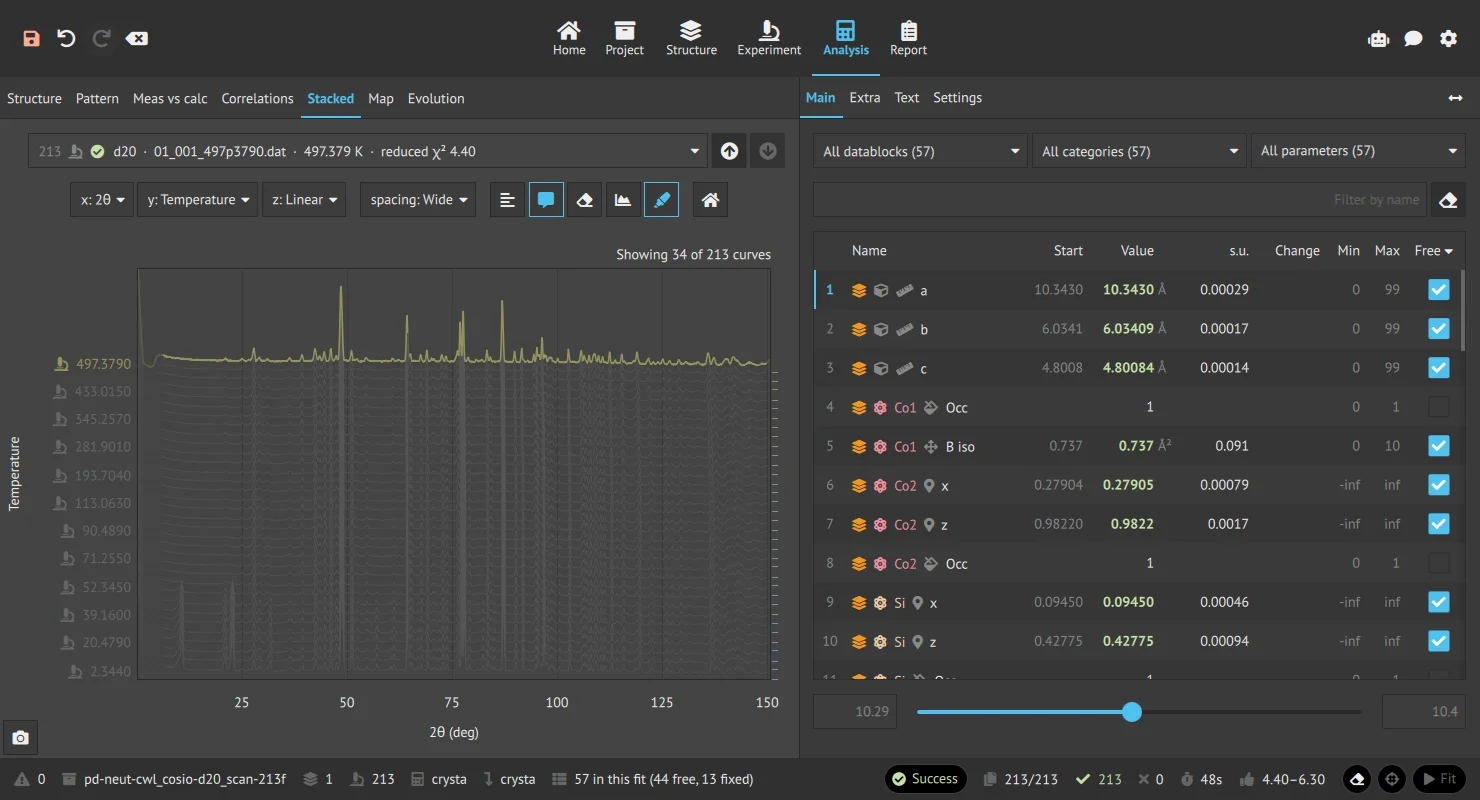 Home Project Structure Experiment Analysis Report
Structure Pattern Meas vs calc Correlations Stacked Map Evolution
Main Extra Text Settings
213 d20 · 01_001_497p3790.dat · 497.379 K · reduced χ² 4.40
All datablocks (57) All categories (57) All parameters (57)
x: 2θ y: Temperature z: Linear spacing: Wide
Filter by name
Showing 34 of 213 curves
497.3790
433.0150
345.2570
281.9010
193.7040
113.0630
90.4890
71.2550
52.3450
39.1600
20.4790
2.3440
Temperature
25 50 75 100 125 150
2θ (deg)
Name Start Value s.u. Change Min Max Free
1 a 10.3430 10.3430 Å 0.00029 0 99
2 b 6.0341 6.03409 Å 0.00017 0 99
3 c 4.8008 4.80084 Å 0.00014 0 99
4 Co1 Occ 1 0 1
5 Co1 B iso 0.737 0.737 Å² 0.091 0 10
6 Co2 x 0.27904 0.27905 0.00079 -inf inf
7 Co2 z 0.98220 0.9822 0.0017 -inf inf
8 Co2 Occ 1 0 1
9 Si x 0.09450 0.09450 0.00046 -inf inf
10 Si z 0.42775 0.42775 0.00094 -inf inf
11 Si Occ 1 0 1
10.29 10.4
0 pd-neut-cwl_cosio-d20_scan-213f 1 213 crysta crysta 57 in this fit (44 free, 13 fixed)
Success 213/213 213 0 48s 4.40–6.30 Fit